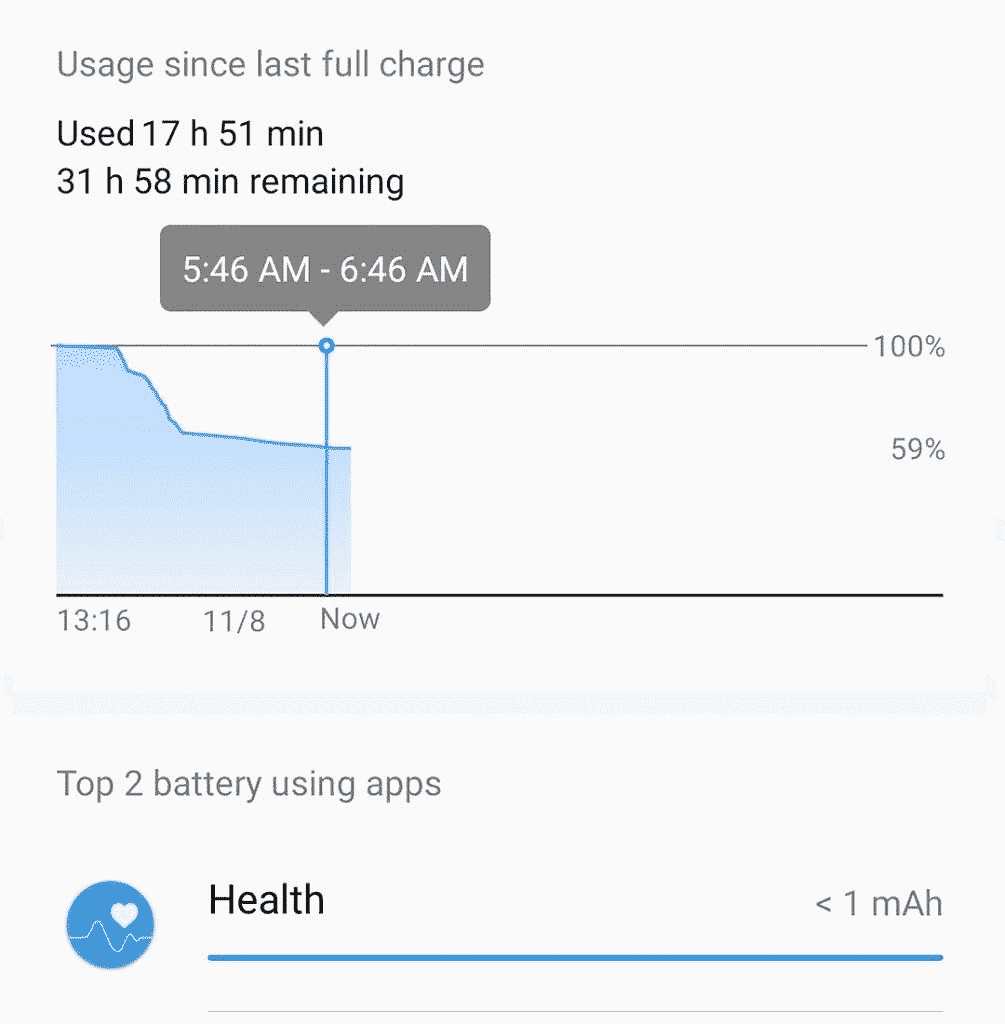 Usage since last full charge
Used 17 h 51 min
31 h 58 min remaining
5:46 AM - 6:46 AM
100%
59%
13:16 11/8 Now
Top 2 battery using apps
Health < 1 mAh